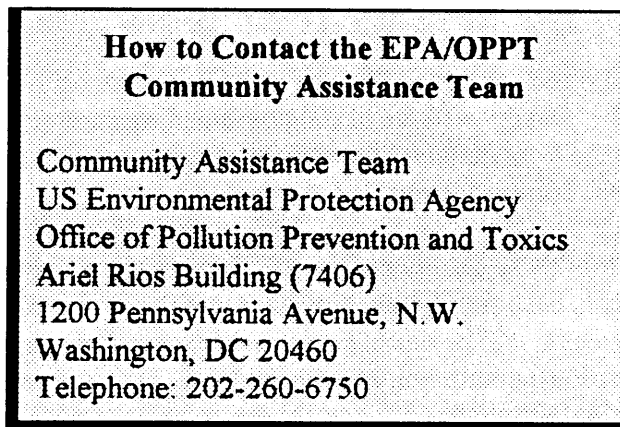 How to Contact the EPA/OPPT
Community Assistance Team
Community Assistance Team
US Environmental Protection Agency
Office of Pollution Prevention and Toxics
Ariel Rios Building (7406)
1200 Pennsylvania Avenue, N.W.
Washington, DC 20460
Telephone: 202-260-6750